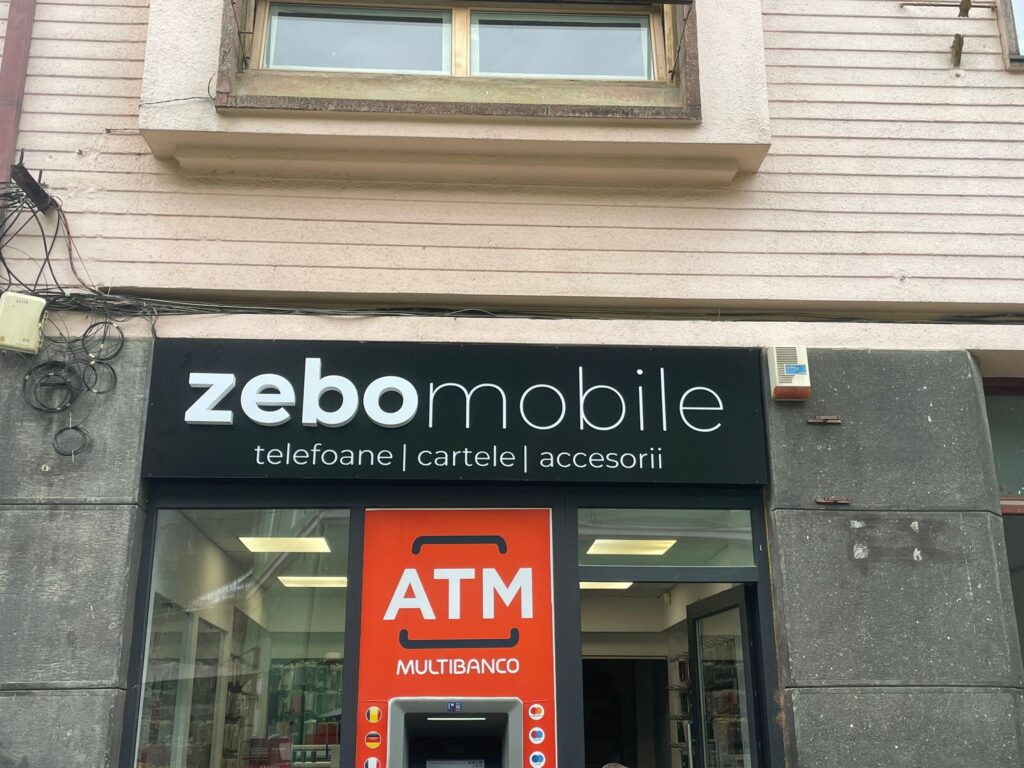 zebomobile
telefoane | cartele | accesorii
ATM
MULTIBANCO